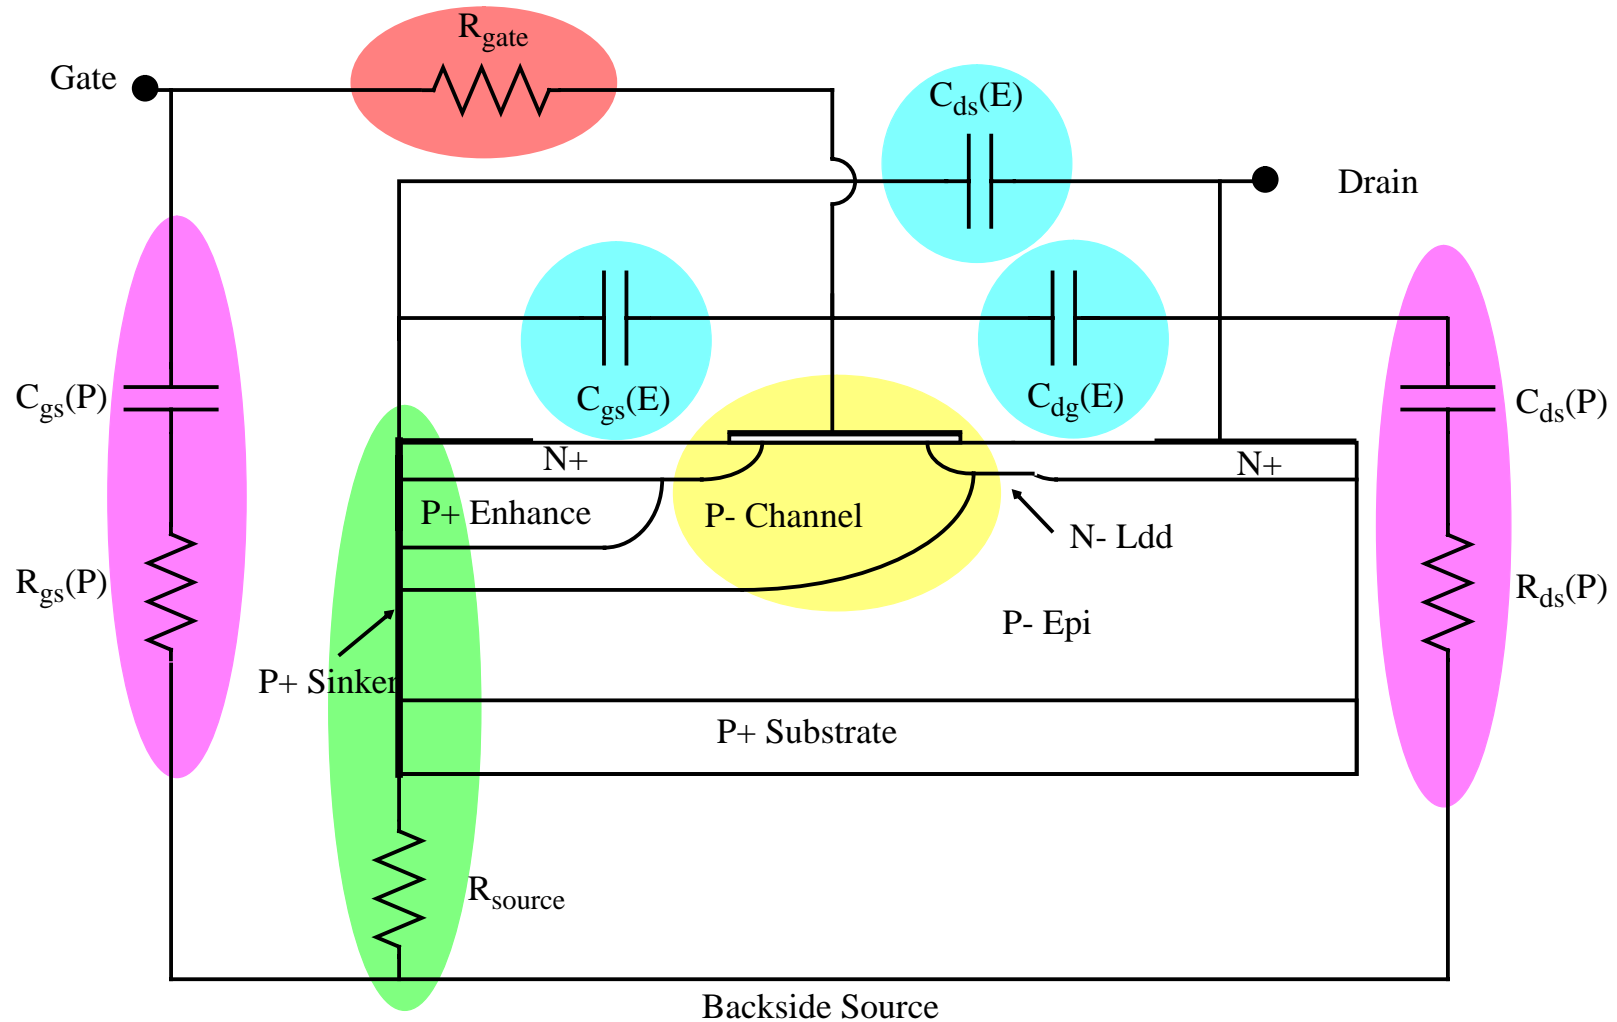 R_gate
Gate
C_ds(E)
Drain
C_gs(P)
C_gs(E)
C_dg(E)
C_ds(P)
N+
N+
P+ Enhance
P- Channel
N- Ldd
R_gs(P)
R_ds(P)
P- Epi
P+ Sinker
P+ Substrate
R_source
Backside Source